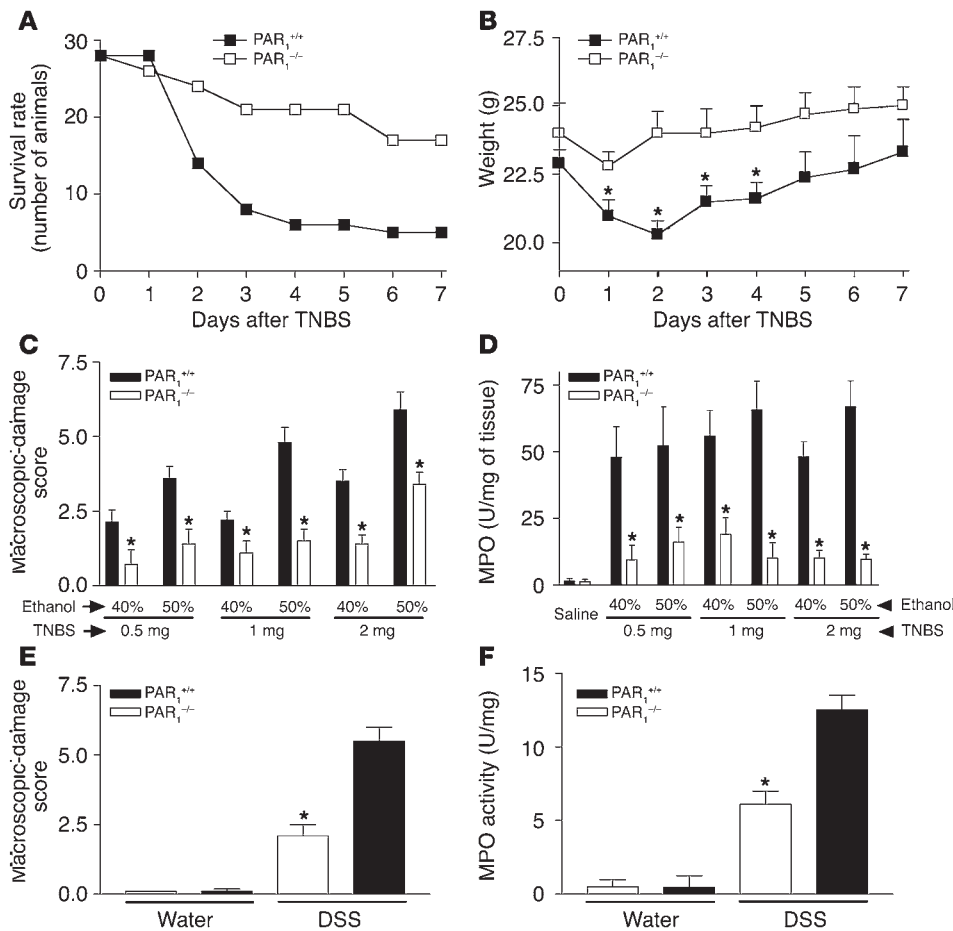 A
PAR₁⁺/⁺
PAR₁⁻/⁻
Survival rate
(number of animals)
30
20
10
0
0 1 2 3 4 5 6 7
Days after TNBS
B
PAR₁⁺/⁺
PAR₁⁻/⁻
Weight (g)
27.5
25.0
22.5
20.0
* * * *
0 1 2 3 4 5 6 7
Days after TNBS
C
PAR₁⁺/⁺
PAR₁⁻/⁻
Macroscopic-damage
score
7.5
5.0
2.5
0.0
* * * * * *
Ethanol 40% 50% 40% 50% 40% 50%
TNBS 0.5 mg 1 mg 2 mg
D
PAR₁⁺/⁺
PAR₁⁻/⁻
MPO (U/mg of tissue)
75
50
25
0
* * * * * *
Saline 40% 50% 40% 50% 40% 50% Ethanol
0.5 mg 1 mg 2 mg TNBS
E
PAR₁⁺/⁺
PAR₁⁻/⁻
Macroscopic-damage
score
7.5
5.0
2.5
0.0
*
Water DSS
F
PAR₁⁺/⁺
PAR₁⁻/⁻
MPO activity (U/mg)
15
10
5
0
*
Water DSS